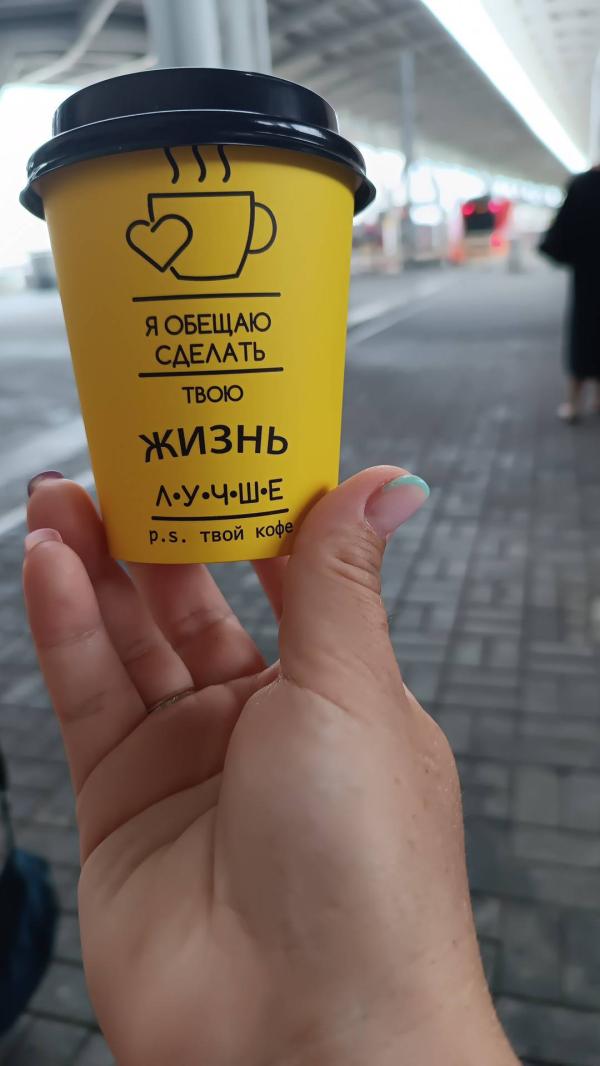 Я ОБЕЩАЮ
СДЕЛАТЬ
ТВОЮ
ЖИЗНЬ
Л•У•Ч•Ш•Е
p.s. твой кофе